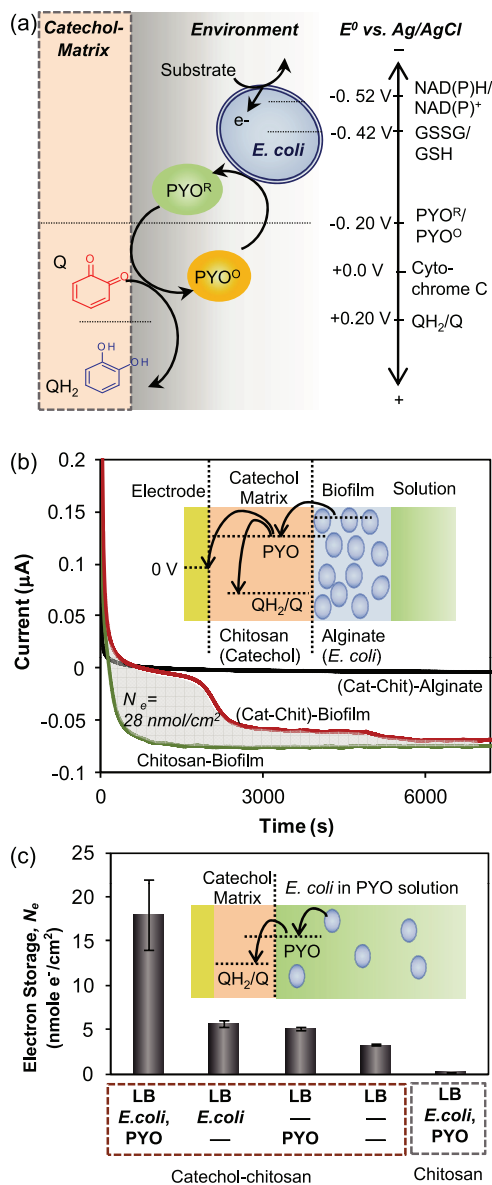 (a)
Catechol-
Matrix
Environment
E⁰ vs. Ag/AgCl
−
Substrate
e-
E. coli
-0. 52 V
NAD(P)H/
NAD(P)⁺
-0.42 V
GSSG/
GSH
PYOᴿ
-0.20 V
PYOᴿ/
PYOᴼ
Q
O
O
PYOᴼ
+0.0 V
Cyto-
chrome C
+0.20 V
QH₂/Q
OH
OH
QH₂
+
(b)
Current (µA)
0.2
0.15
0.1
0.05
0
-0.05
-0.1
Electrode
Catechol
Matrix
Biofilm
Solution
PYO
0 V
QH₂/Q
Chitosan
(Catechol)
Alginate
(E. coli)
(Cat-Chit)-Alginate
N e =
28 nmol/cm²
(Cat-Chit)-Biofilm
Chitosan-Biofilm
0
3000
6000
Time (s)
(c)
Electron Storage, Nₑ
(nmole e⁻/cm²)
25
20
15
10
5
0
Catechol
Matrix
E. coli in PYO solution
PYO
QH₂/Q
LB
E.coli,
PYO
LB
E.coli
—
LB
—
PYO
LB
—
—
LB
E.coli,
PYO
Catechol-chitosan
Chitosan